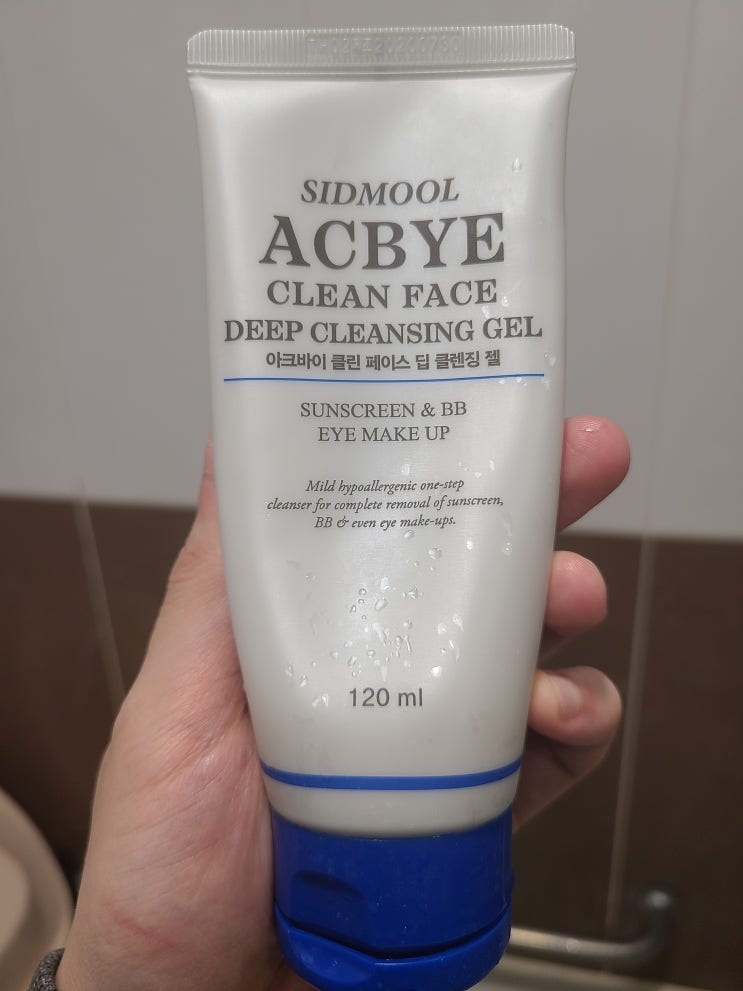 SIDMOOL
ACBYE
CLEAN FACE
DEEP CLEANSING GEL
아크바이 클린 페이스 딥 클렌징 젤
SUNSCREEN & BB
EYE MAKE UP
Mild hypoallergenic one-step
cleanser for complete removal of sunscreen,
BB & even eye make-ups.
120 ml